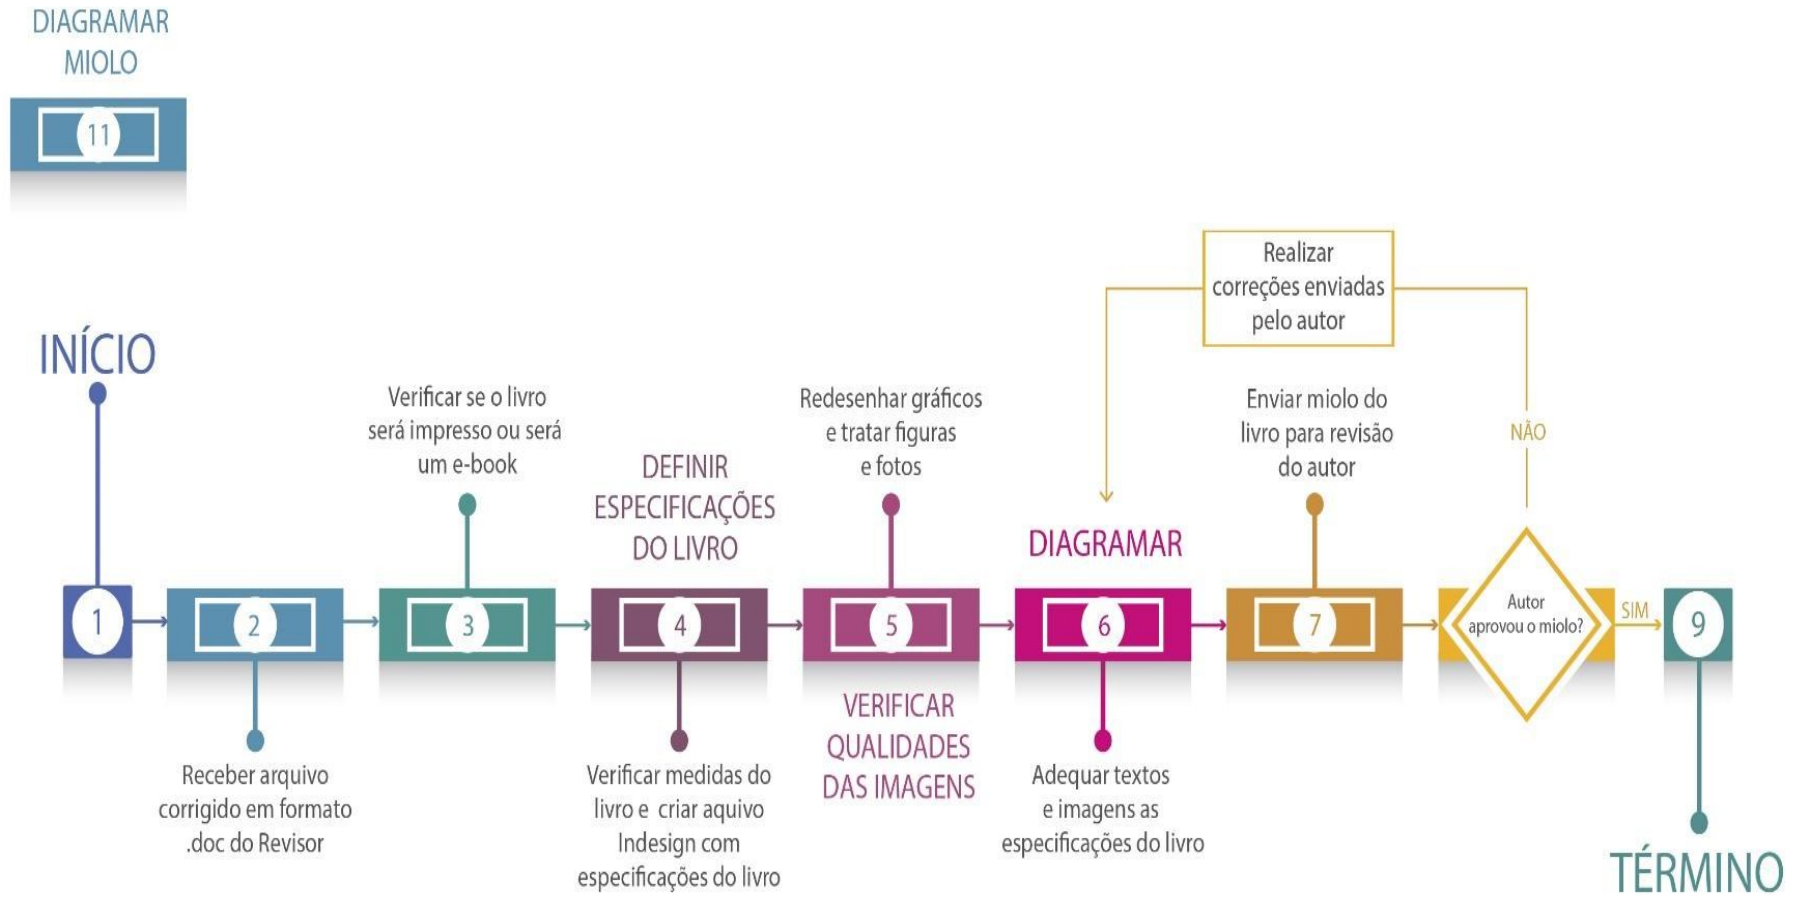 DIAGRAMAR
MIOLO
11
INÍCIO
1
2
Receber arquivo
corrigido em formato
.doc do Revisor
Verificar se o livro
será impresso ou será
um e-book
3
DEFINIR
ESPECIFICAÇÕES
DO LIVRO
4
Verificar medidas do
livro e criar aquivo
Indesign com
especificações do livro
Redesenhar gráficos
e tratar figuras
e fotos
5
VERIFICAR
QUALIDADES
DAS IMAGENS
DIAGRAMAR
6
Adequar textos
e imagens as
especificações do livro
Enviar miolo do
livro para revisão
do autor
7
Realizar
correções enviadas
pelo autor
NÃO
Autor
aprovou o miolo?
SIM
9
TÉRMINO